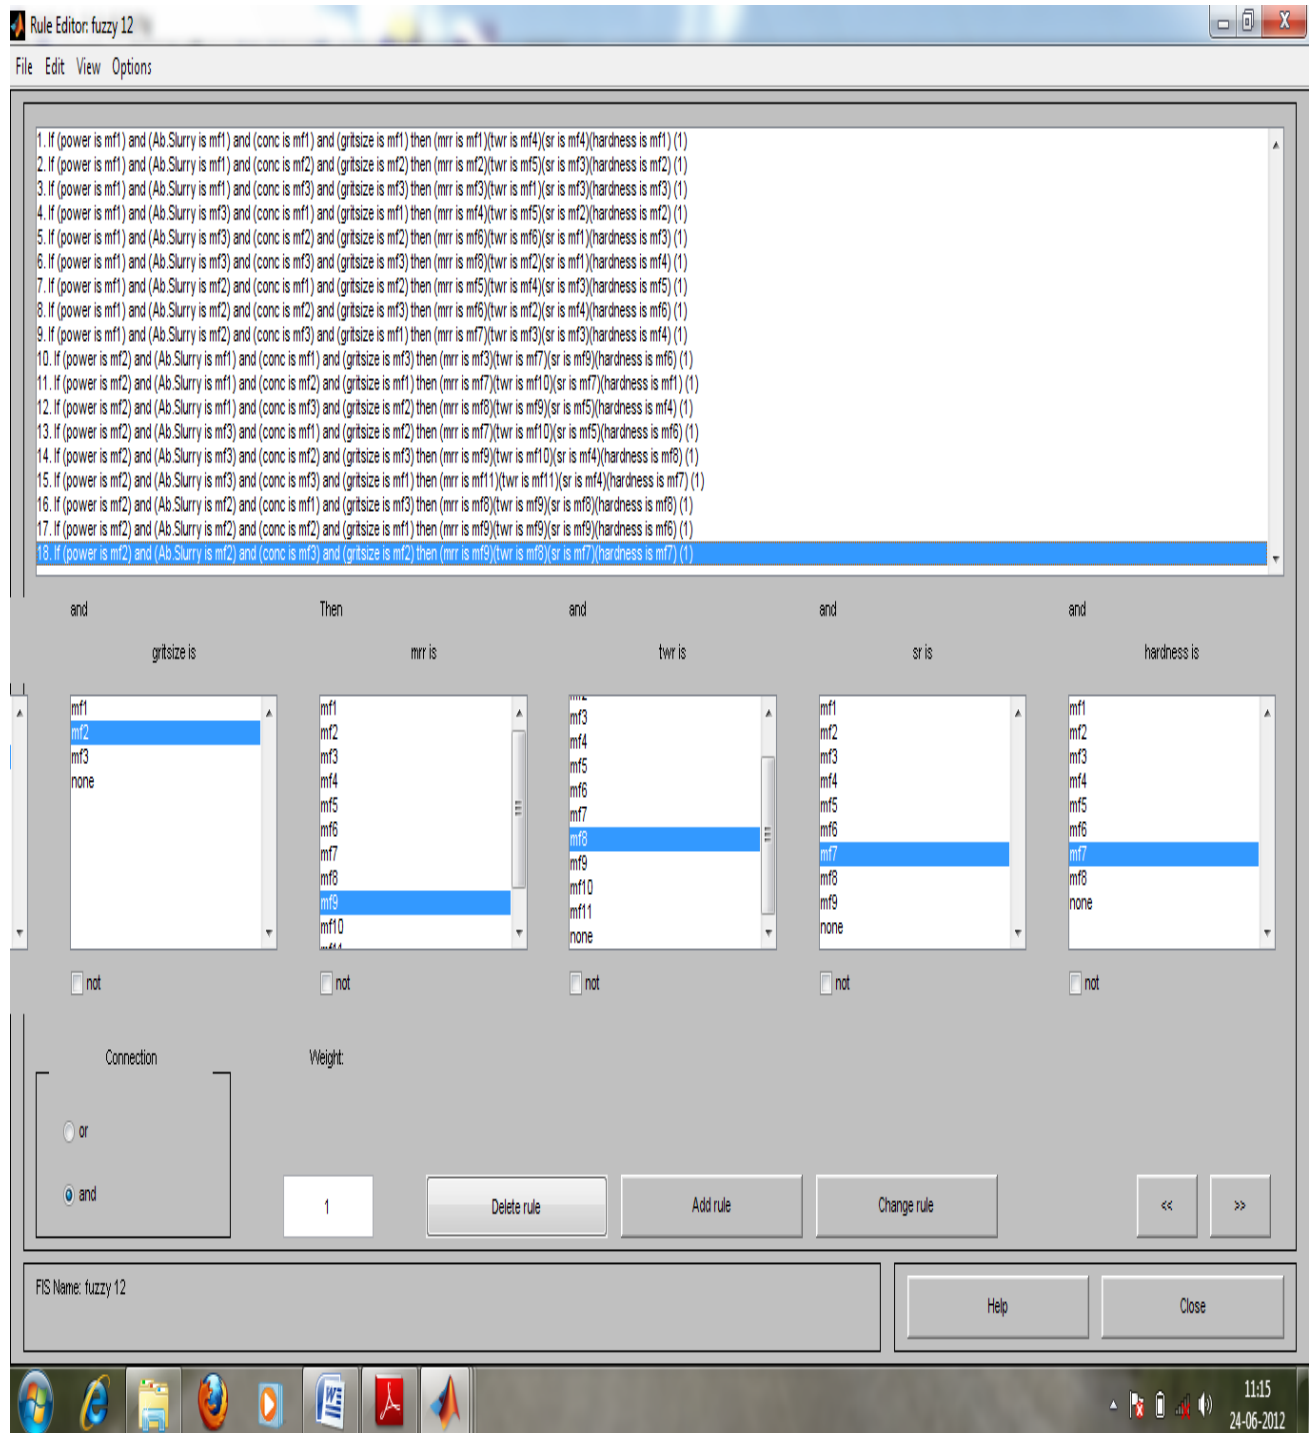 Rule Editor: fuzzy 12
File Edit View Options
1. If (power is mf1) and (Ab.Slurry is mf1) and (conc is mf1) and (gritsize is mf1) then (mrr is mf1)(twr is mf4)(sr is mf4)(hardness is mf1) (1)
2. If (power is mf1) and (Ab.Slurry is mf1) and (conc is mf2) and (gritsize is mf2) then (mrr is mf2)(twr is mf5)(sr is mf3)(hardness is mf2) (1)
3. If (power is mf1) and (Ab.Slurry is mf1) and (conc is mf3) and (gritsize is mf3) then (mrr is mf3)(twr is mf1)(sr is mf3)(hardness is mf3) (1)
4. If (power is mf1) and (Ab.Slurry is mf3) and (conc is mf1) and (gritsize is mf1) then (mrr is mf4)(twr is mf5)(sr is mf2)(hardness is mf2) (1)
5. If (power is mf1) and (Ab.Slurry is mf3) and (conc is mf2) and (gritsize is mf2) then (mrr is mf6)(twr is mf6)(sr is mf1)(hardness is mf3) (1)
6. If (power is mf1) and (Ab.Slurry is mf3) and (conc is mf3) and (gritsize is mf3) then (mrr is mf8)(twr is mf2)(sr is mf1)(hardness is mf4) (1)
7. If (power is mf1) and (Ab.Slurry is mf2) and (conc is mf1) and (gritsize is mf2) then (mrr is mf5)(twr is mf4)(sr is mf3)(hardness is mf5) (1)
8. If (power is mf1) and (Ab.Slurry is mf2) and (conc is mf2) and (gritsize is mf3) then (mrr is mf6)(twr is mf2)(sr is mf4)(hardness is mf6) (1)
9. If (power is mf1) and (Ab.Slurry is mf2) and (conc is mf3) and (gritsize is mf1) then (mrr is mf7)(twr is mf3)(sr is mf3)(hardness is mf4) (1)
10. If (power is mf2) and (Ab.Slurry is mf1) and (conc is mf1) and (gritsize is mf3) then (mrr is mf3)(twr is mf7)(sr is mf9)(hardness is mf6) (1)
11. If (power is mf2) and (Ab.Slurry is mf1) and (conc is mf2) and (gritsize is mf1) then (mrr is mf7)(twr is mf10)(sr is mf7)(hardness is mf1) (1)
12. If (power is mf2) and (Ab.Slurry is mf1) and (conc is mf3) and (gritsize is mf2) then (mrr is mf8)(twr is mf9)(sr is mf5)(hardness is mf4) (1)
13. If (power is mf2) and (Ab.Slurry is mf3) and (conc is mf1) and (gritsize is mf2) then (mrr is mf7)(twr is mf10)(sr is mf5)(hardness is mf6) (1)
14. If (power is mf2) and (Ab.Slurry is mf3) and (conc is mf2) and (gritsize is mf3) then (mrr is mf9)(twr is mf10)(sr is mf4)(hardness is mf8) (1)
15. If (power is mf2) and (Ab.Slurry is mf3) and (conc is mf3) and (gritsize is mf1) then (mrr is mf11)(twr is mf11)(sr is mf4)(hardness is mf7) (1)
16. If (power is mf2) and (Ab.Slurry is mf2) and (conc is mf1) and (gritsize is mf3) then (mrr is mf8)(twr is mf9)(sr is mf8)(hardness is mf8) (1)
17. If (power is mf2) and (Ab.Slurry is mf2) and (conc is mf2) and (gritsize is mf1) then (mrr is mf9)(twr is mf9)(sr is mf9)(hardness is mf6) (1)
18. If (power is mf2) and (Ab.Slurry is mf2) and (conc is mf3) and (gritsize is mf2) then (mrr is mf9)(twr is mf8)(sr is mf7)(hardness is mf7) (1)
and Then and and and
gritsize is mrr is twr is sr is hardness is
mf1
mf2
mf3
none
mf1
mf2
mf3
mf4
mf5
mf6
mf7
mf8
mf9
mf10
mf11
mf2
mf3
mf4
mf5
mf6
mf7
mf8
mf9
mf10
mf11
none
mf1
mf2
mf3
mf4
mf5
mf6
mf7
mf8
mf9
none
mf1
mf2
mf3
mf4
mf5
mf6
mf7
mf8
none
not not not not not
Connection Weight:
or
and
1 Delete rule Add rule Change rule << >>
FIS Name: fuzzy 12
Help Close
11:15
24-06-2012